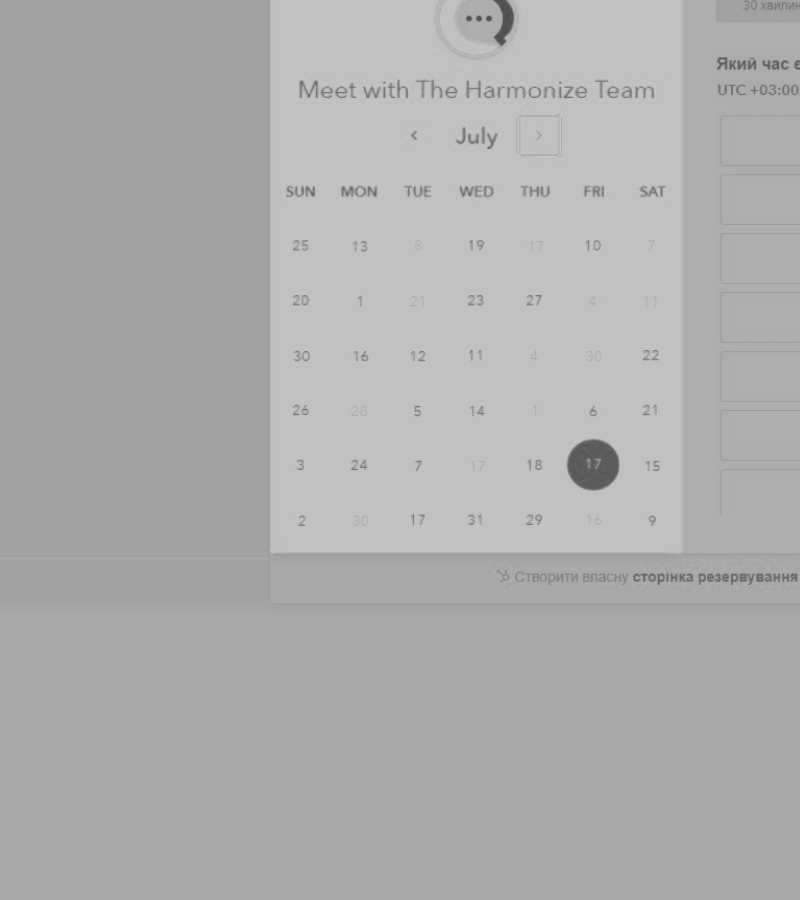 30 хвилин
Meet with The Harmonize Team
Який час є
UTC +03:00
‹ July ›
SUN MON TUE WED THU FRI SAT
25 13 8 19 17 10 7
20 1 21 23 27 4 11
30 16 12 11 4 30 22
26 28 5 14 1 6 21
3 24 7 17 18 17 15
2 30 17 31 29 16 9
Створити власну сторінка резервування